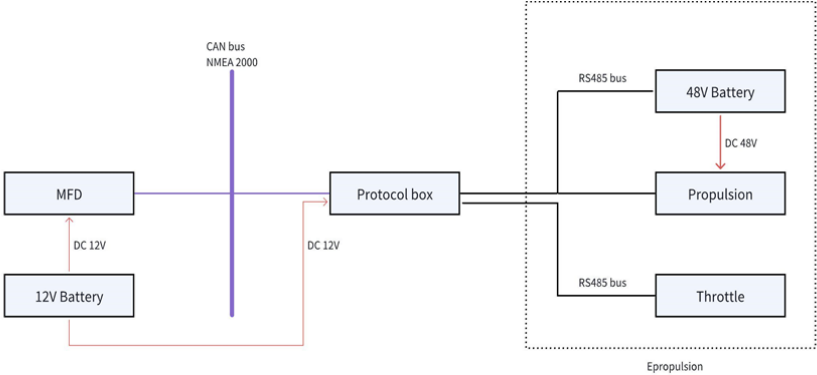 CAN bus
NMEA 2000
RS485 bus
48V Battery
DC 48V
MFD
Protocol box
Propulsion
DC 12V
DC 12V
RS485 bus
12V Battery
Throttle
Epropulsion